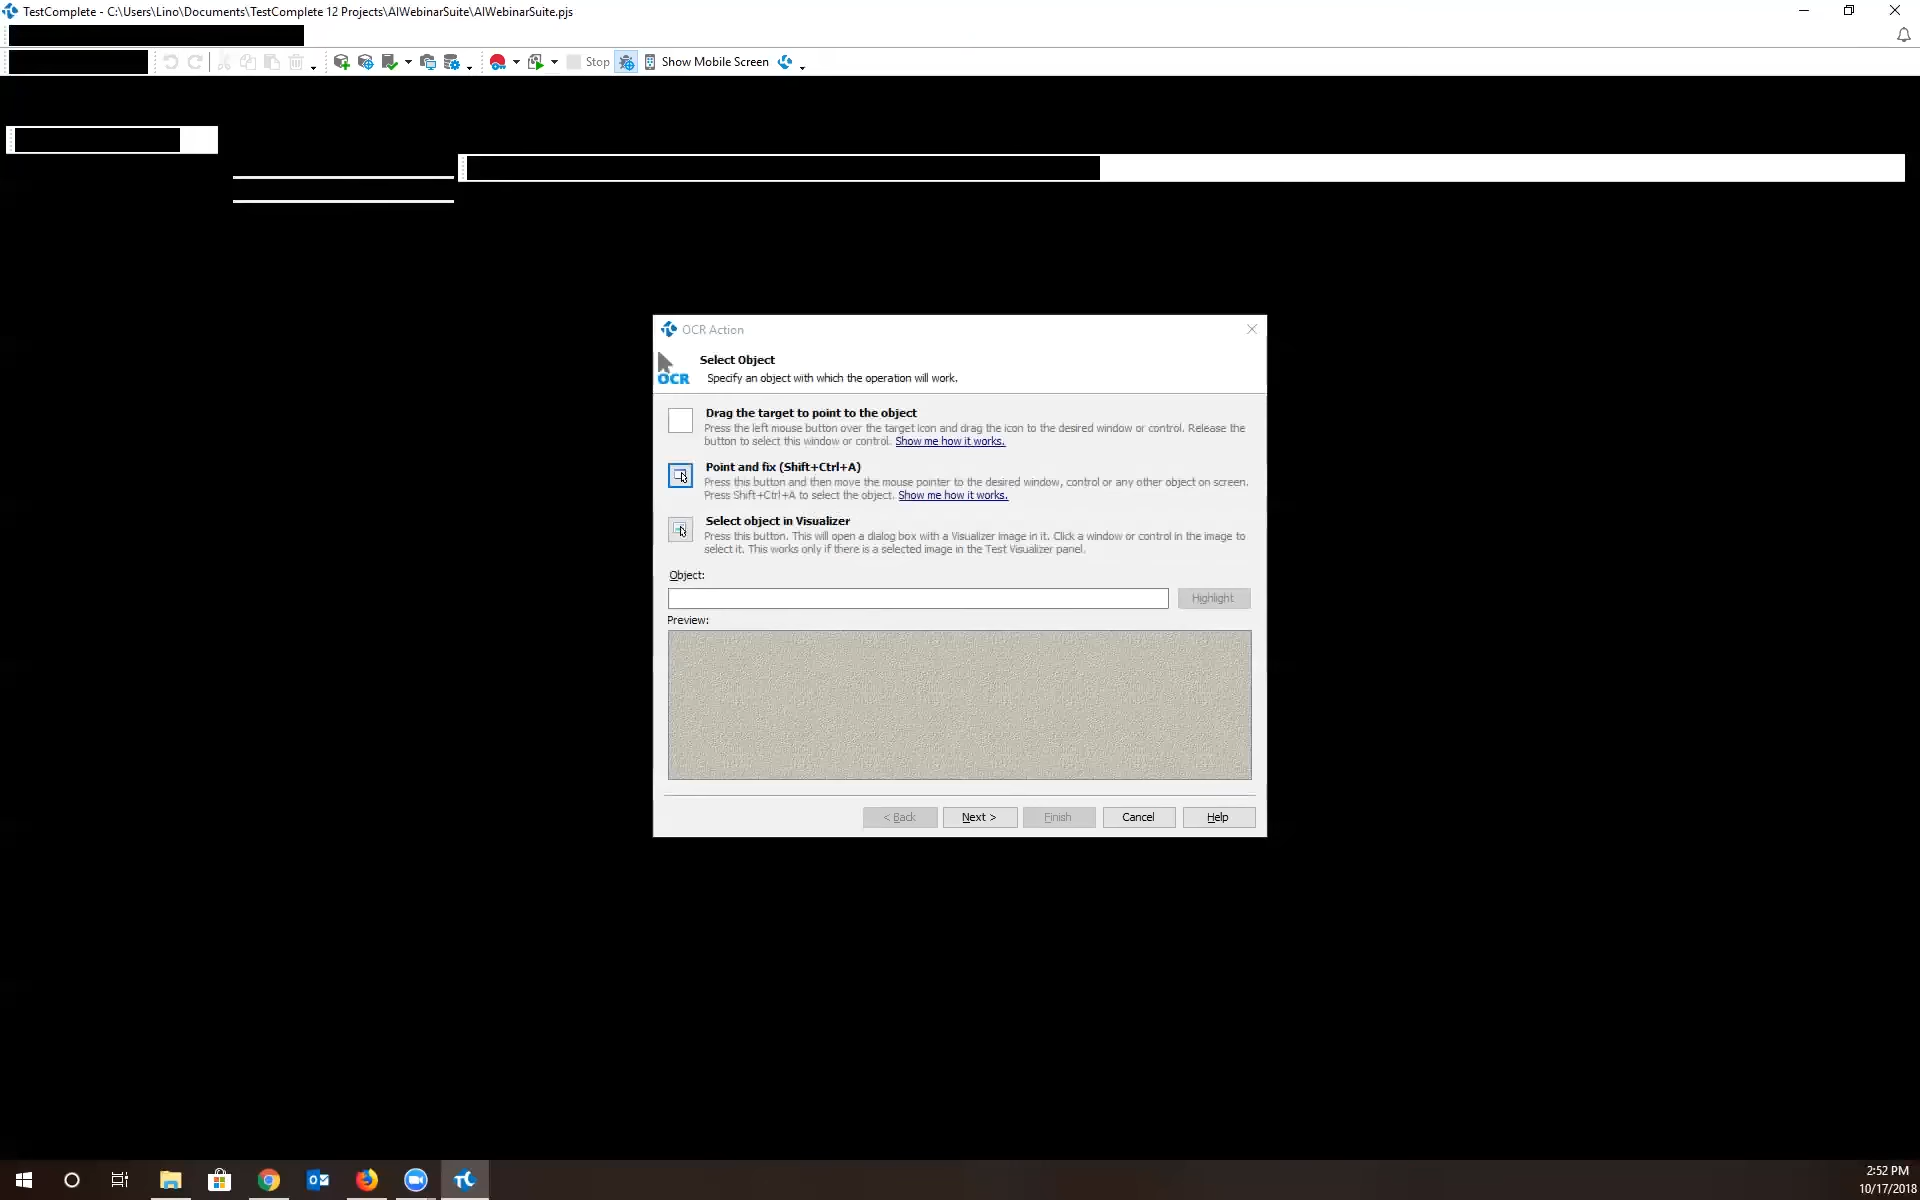 TestComplete - C:\Users\Lino\Documents\TestComplete 12 Projects\AIWebinarSuite\AIWebinarSuite.pjs
Stop
Show Mobile Screen
OCR Action
OCR
Select Object
Specify an object with which the operation will work.
Drag the target to point to the object
Press the left mouse button over the target icon and drag the icon to the desired window or control. Release the
button to select this window or control. Show me how it works.
Point and fix (Shift+Ctrl+A)
Press this button and then move the mouse pointer to the desired window, control or any other object on screen.
Press Shift+Ctrl+A to select the object. Show me how it works.
Select object in Visualizer
Press this button. This will open a dialog box with a Visualizer image in it. Click a window or control in the image to
select it. This works only if there is a selected image in the Test Visualizer panel.
Object:
Highlight
Preview:
< Back
Next >
Finish
Cancel
Help
2:52 PM
10/17/2018